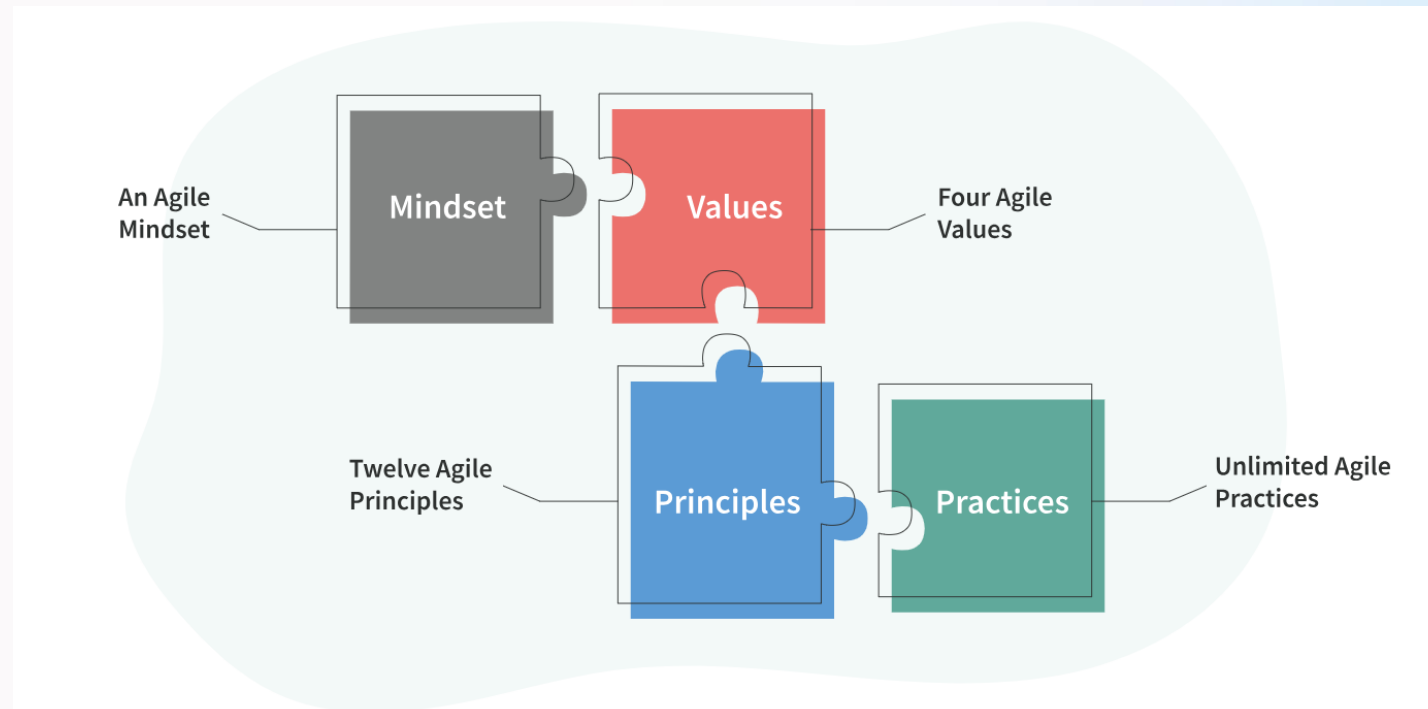 An Agile
Mindset
Mindset
Values
Four Agile
Values
Twelve Agile
Principles
Principles
Practices
Unlimited Agile
Practices